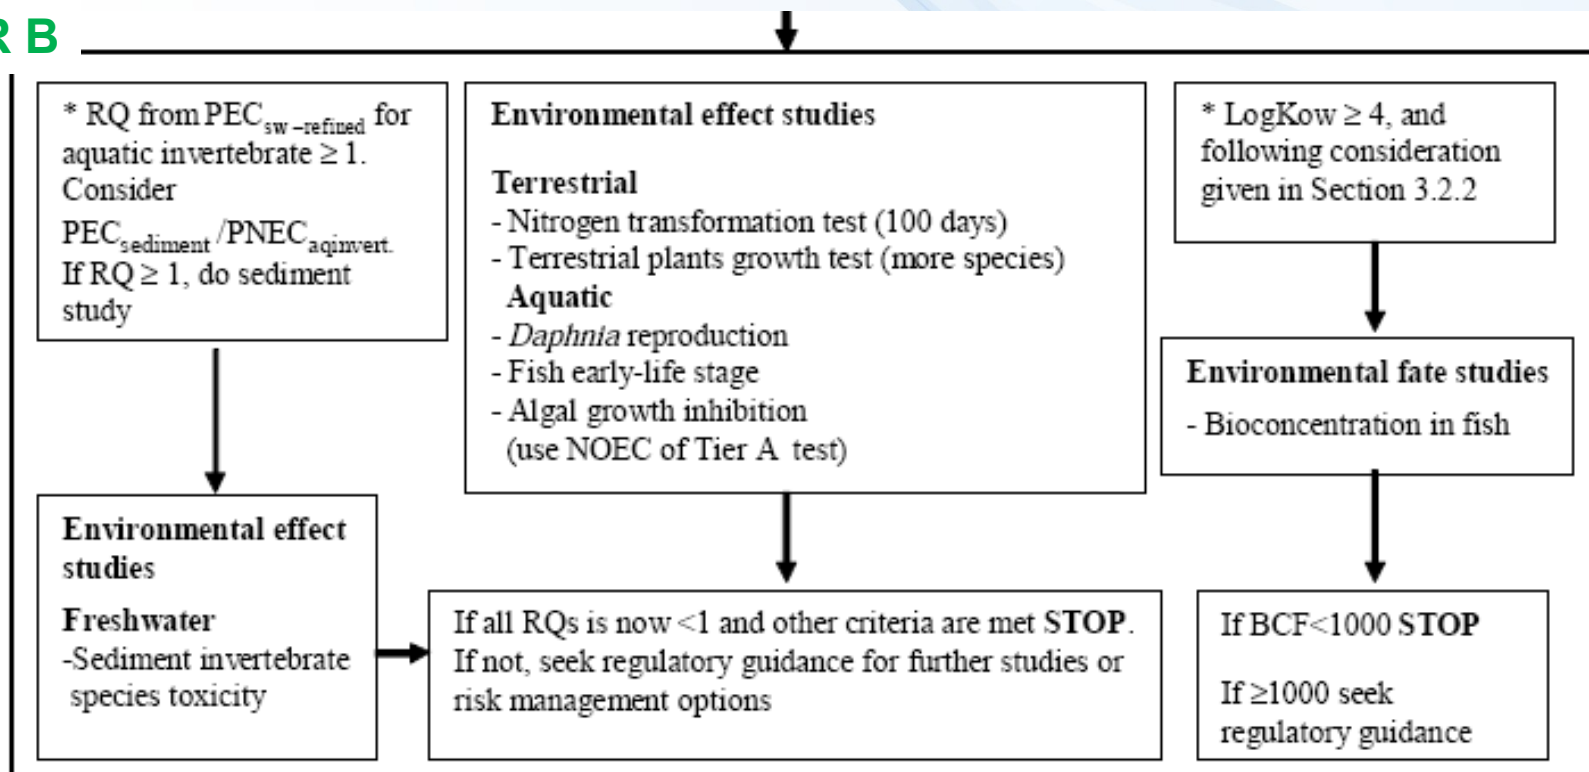 R B
* RQ from PECsw-refined for
aquatic invertebrate ≥ 1.
Consider
PECsediment /PNECaqinvert.
If RQ ≥ 1, do sediment
study
Environmental effect studies
Terrestrial
- Nitrogen transformation test (100 days)
- Terrestrial plants growth test (more species)
Aquatic
- Daphnia reproduction
- Fish early-life stage
- Algal growth inhibition
(use NOEC of Tier A test)
* LogKow ≥ 4, and
following consideration
given in Section 3.2.2
Environmental fate studies
- Bioconcentration in fish
Environmental effect
studies
Freshwater
-Sediment invertebrate
species toxicity
If all RQs is now <1 and other criteria are met STOP.
If not, seek regulatory guidance for further studies or
risk management options
If BCF<1000 STOP
If ≥1000 seek
regulatory guidance